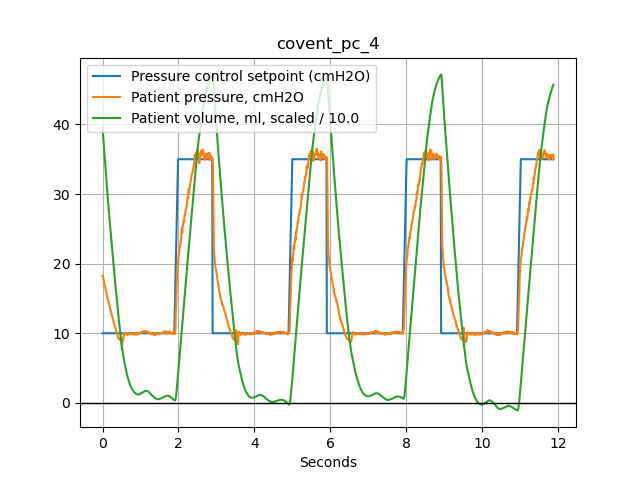 covent_pc_4
Pressure control setpoint (cmH2O)
Patient pressure, cmH2O
Patient volume, ml, scaled / 10.0
40
30
20
10
0
0 2 4 6 8 10 12
Seconds